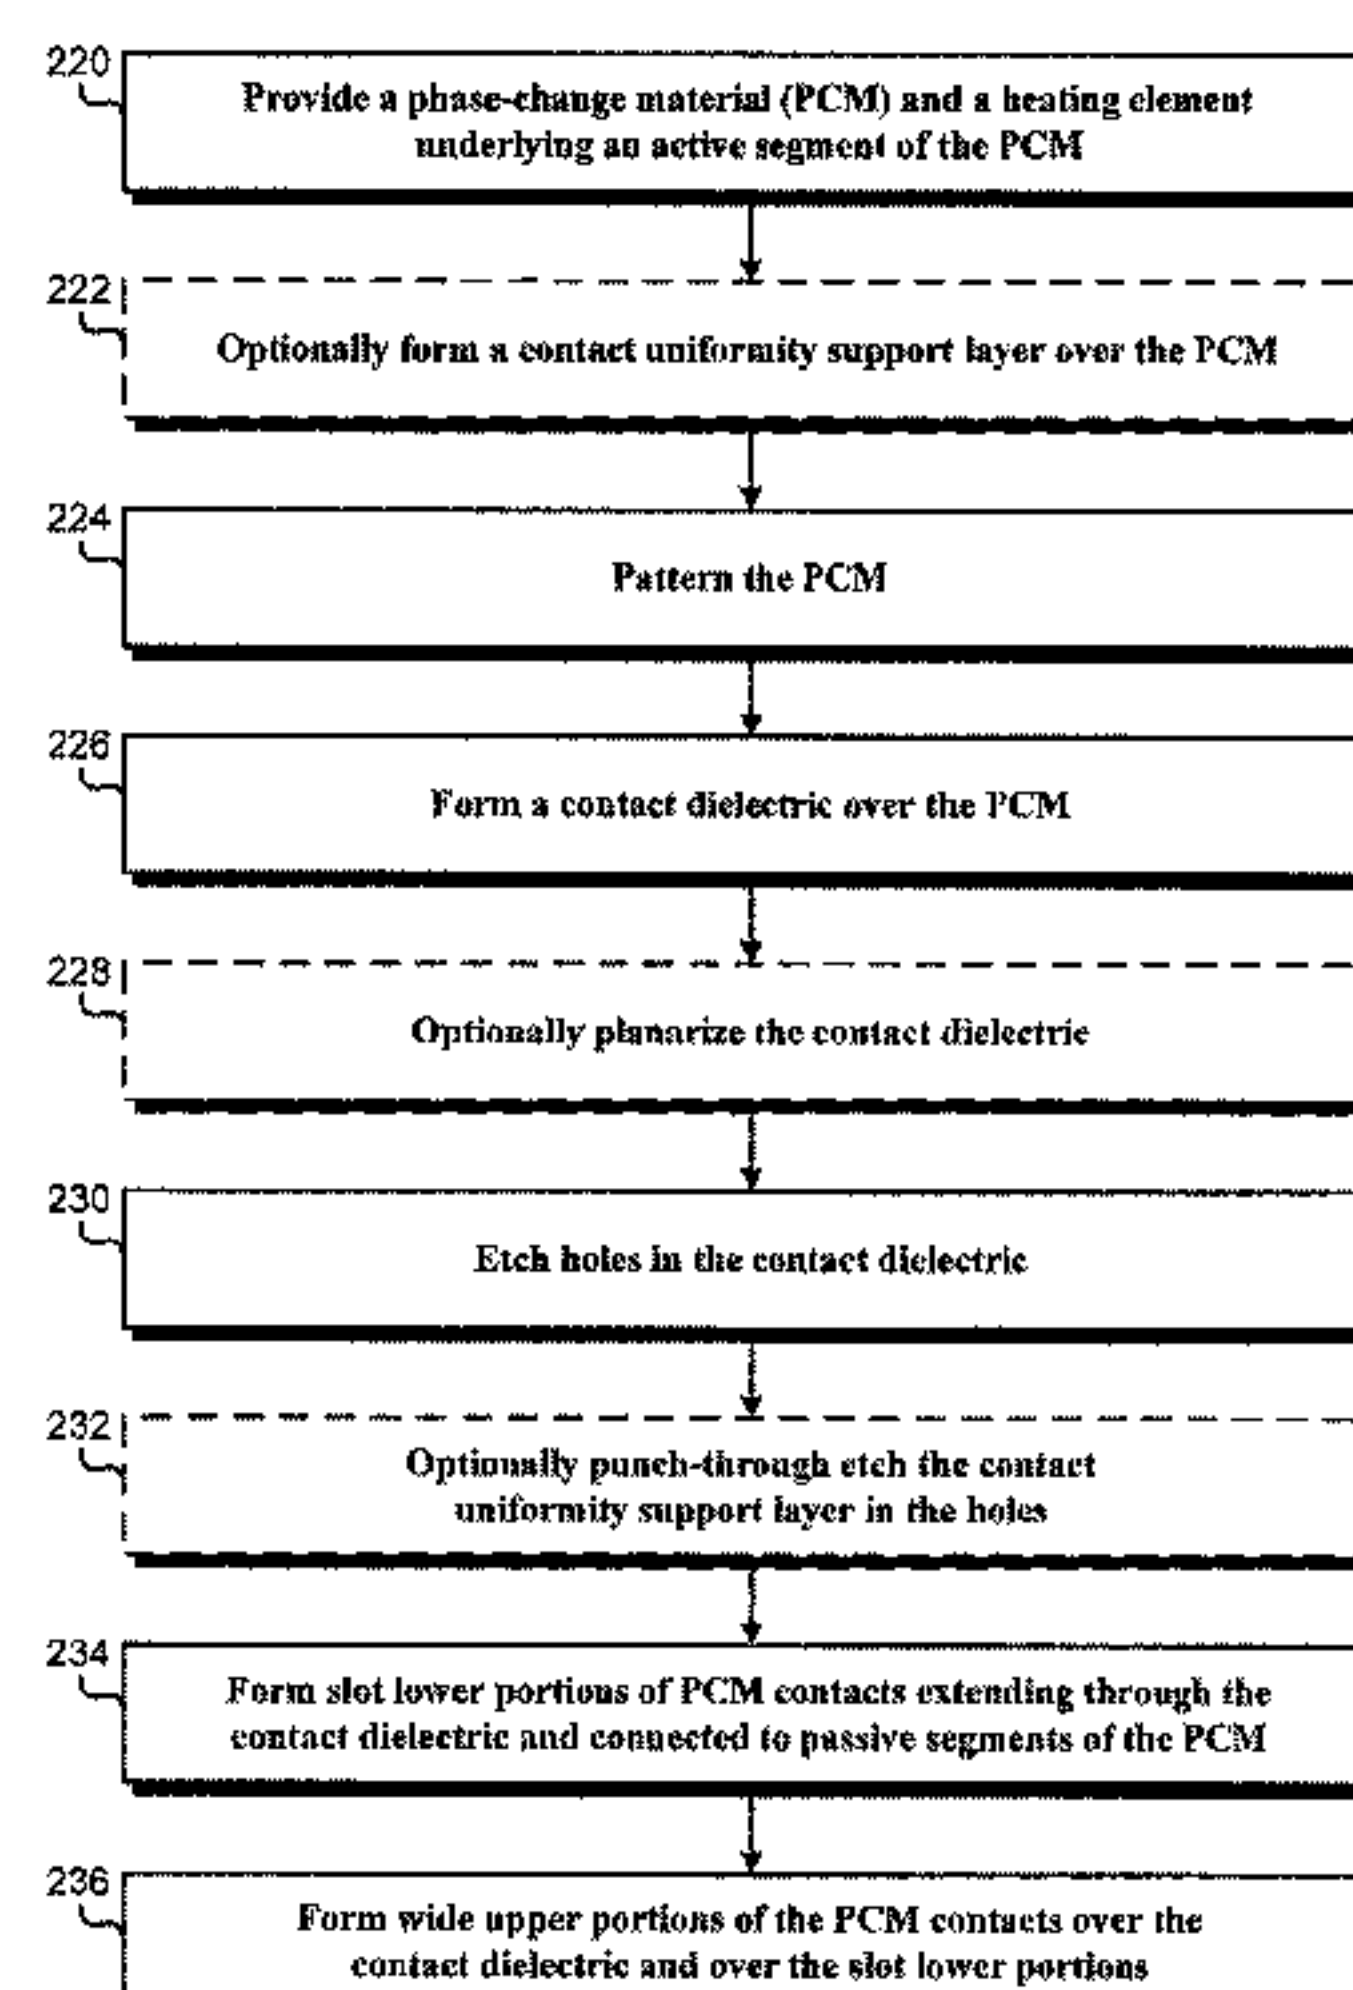 220
Provide a phase-change material (PCM) and a heating element
underlying an active segment of the PCM
222
Optionally form a contact uniformity support layer over the PCM
224
Pattern the PCM
226
Form a contact dielectric over the PCM
228
Optionally planarize the contact dielectric
230
Etch holes in the contact dielectric
232
Optionally punch-through etch the contact
uniformity support layer in the holes
234
Form slot lower portions of PCM contacts extending through the
contact dielectric and connected to passive segments of the PCM
236
Form wide upper portions of the PCM contacts over the
contact dielectric and over the slot lower portions